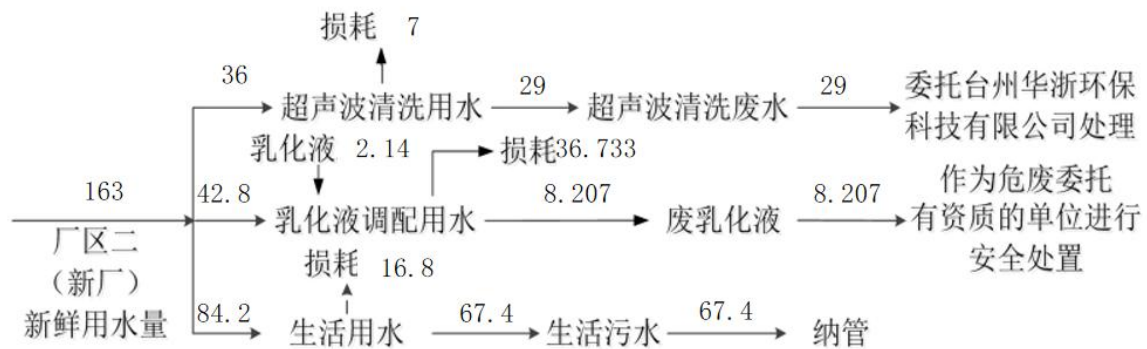 损耗 7
36
超声波清洗用水
29
超声波清洗废水
29
委托台州华浙环保
科技有限公司处理
乳化液 2.14
损耗36.733
163
42.8
乳化液调配用水
8.207
废乳化液
8.207
作为危废委托
有资质的单位进行
安全处置
厂区二
（新厂）
新鲜用水量
损耗 16.8
84.2
生活用水
67.4
生活污水
67.4
纳管